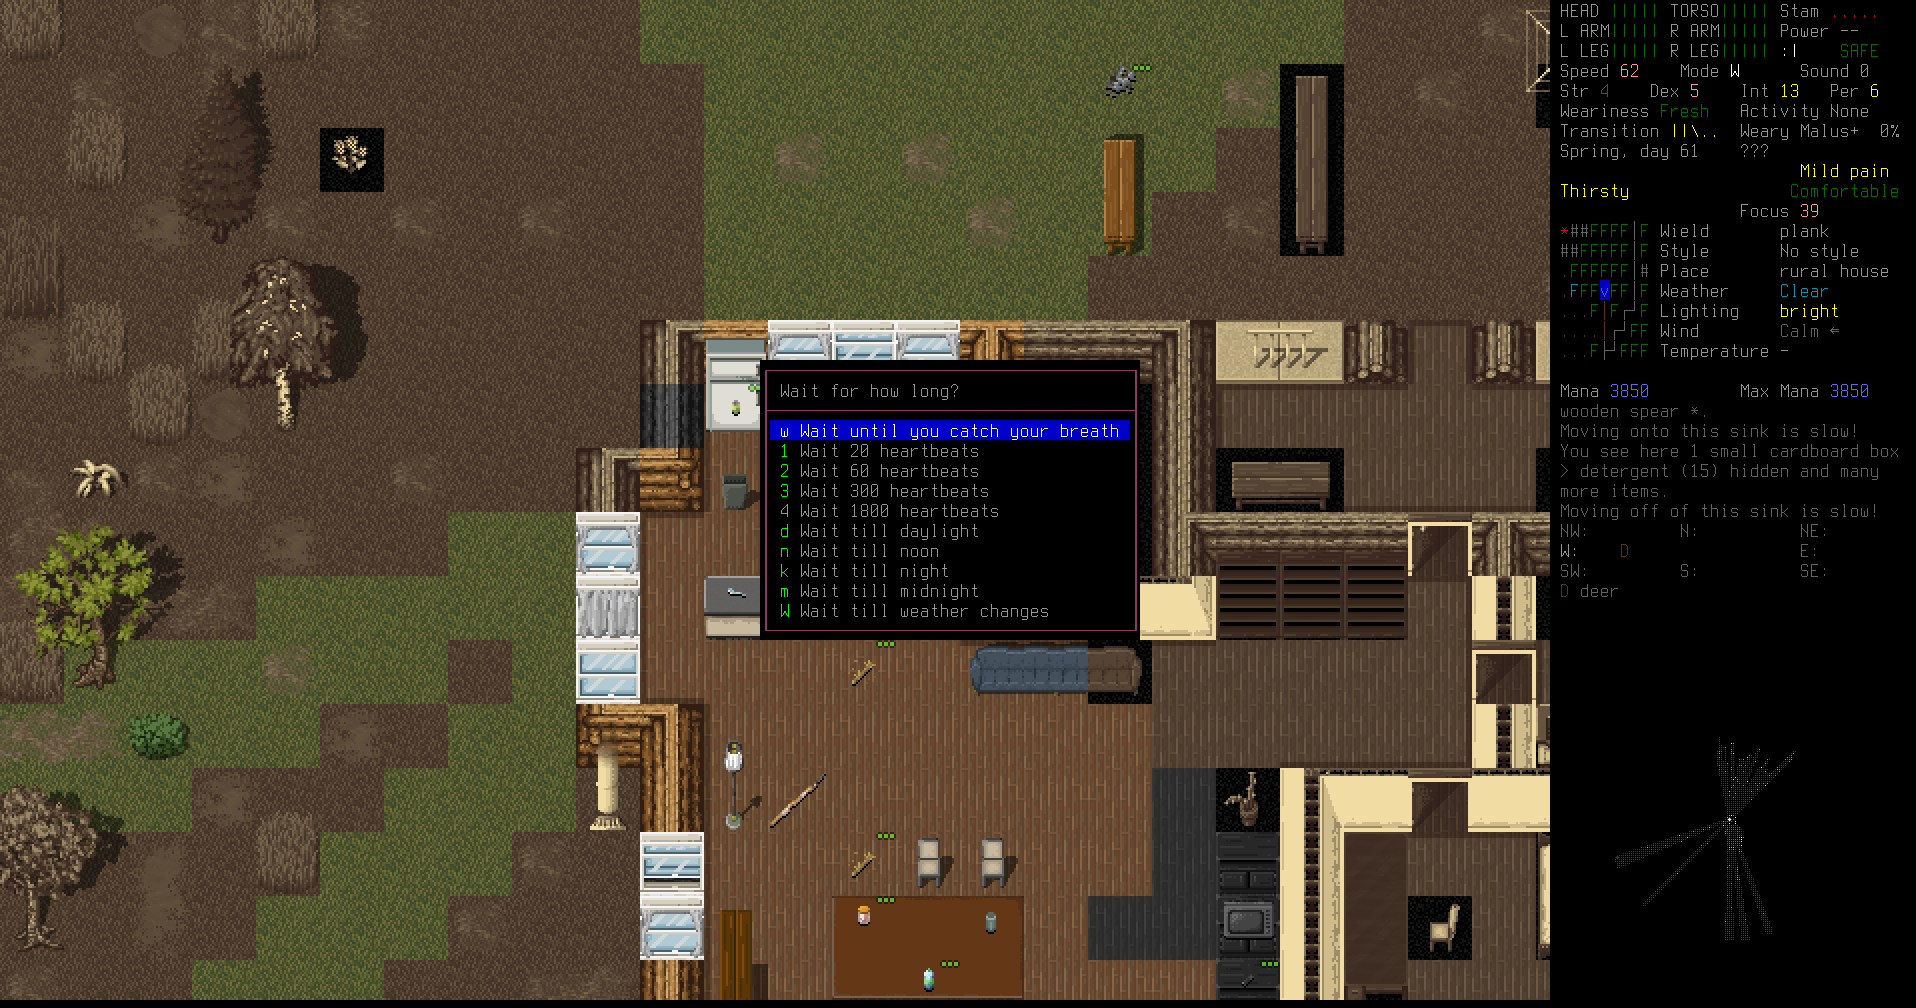 HEAD ||||| TORSO||||| Stam .....
L ARM||||| R ARM||||| Power --
L LEG||||| R LEG||||| :| SAFE
Speed 62 Mode W Sound 0
Str 4 Dex 5 Int 13 Per 6
Weariness Fresh Activity None
Transition ||\.. Weary Malus+ 0%
Spring, day 61 ???
Mild pain
Thirsty Comfortable
Focus 39
*##FFFF|F Wield plank
##FFFFF|F Style No style
.FFFFFF|# Place rural house
.FFFvFF|F Weather Clear
...F|F┌┘F Lighting bright
....|┌┘FF Wind Calm ⇐
...F├┘FFF Temperature -
Mana 3850 Max Mana 3850
wooden spear *.
Moving onto this sink is slow!
You see here 1 small cardboard box
> detergent (15) hidden and many
more items.
Moving off of this sink is slow!
NW: N: NE:
W: D E:
SW: S: SE:
D deer
Wait for how long?
w Wait until you catch your breath
1 Wait 20 heartbeats
2 Wait 60 heartbeats
3 Wait 300 heartbeats
4 Wait 1800 heartbeats
d Wait till daylight
n Wait till noon
k Wait till night
m Wait till midnight
W Wait till weather changes